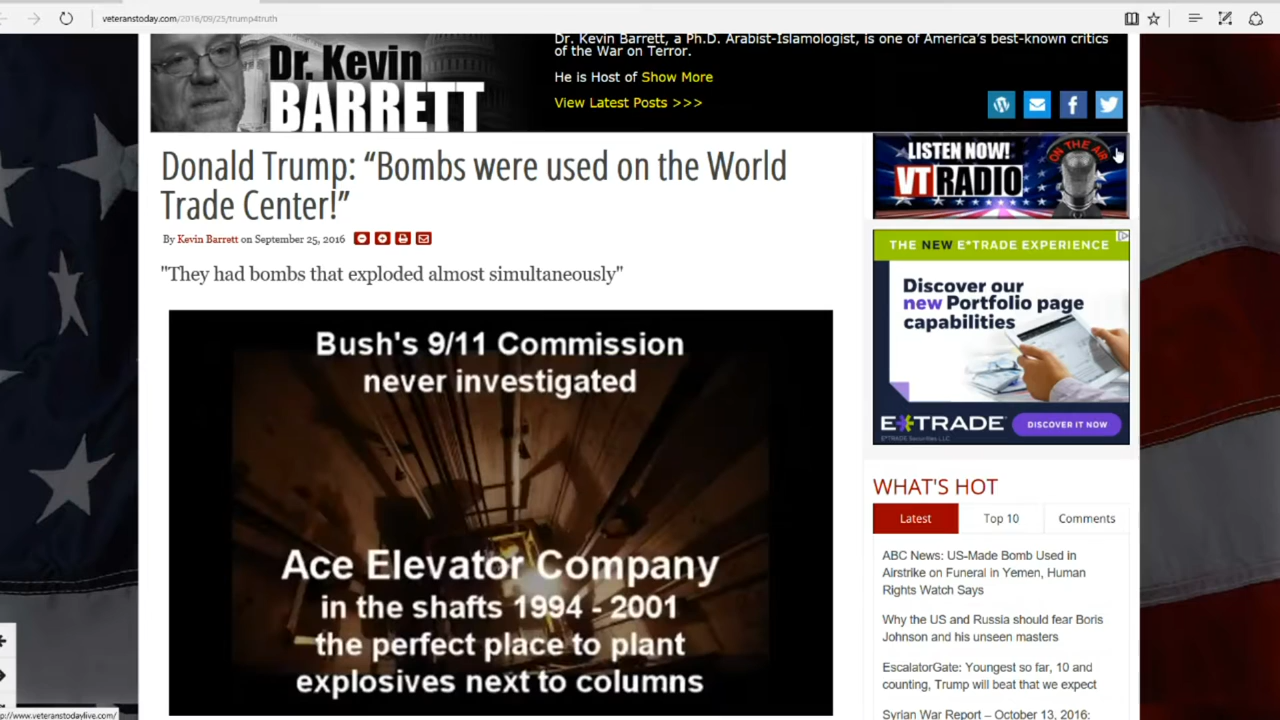 veteranstoday.com/2016/09/25/trump4truth
Dr. Kevin
BARRETT
Dr. Kevin Barrett, a Ph.D. Arabist-Islamologist, is one of America's best-known critics
of the War on Terror.
He is Host of Show More
View Latest Posts >>>
Donald Trump: “Bombs were used on the World
Trade Center!”
By Kevin Barrett on September 25, 2016
"They had bombs that exploded almost simultaneously"
Bush's 9/11 Commission
never investigated
Ace Elevator Company
in the shafts 1994 - 2001
the perfect place to plant
explosives next to columns
LISTEN NOW!
ON THE AIR
VT RADIO
THE NEW E*TRADE EXPERIENCE
Discover our
new Portfolio page
capabilities
E*TRADE
DISCOVER IT NOW
E*TRADE Securities LLC
WHAT'S HOT
Latest
Top 10
Comments
ABC News: US-Made Bomb Used in
Airstrike on Funeral in Yemen, Human
Rights Watch Says
Why the US and Russia should fear Boris
Johnson and his unseen masters
EscalatorGate: Youngest so far, 10 and
counting, Trump will beat that we expect
Syrian War Report – October 13, 2016:
p://www.veteranstodaylive.com/